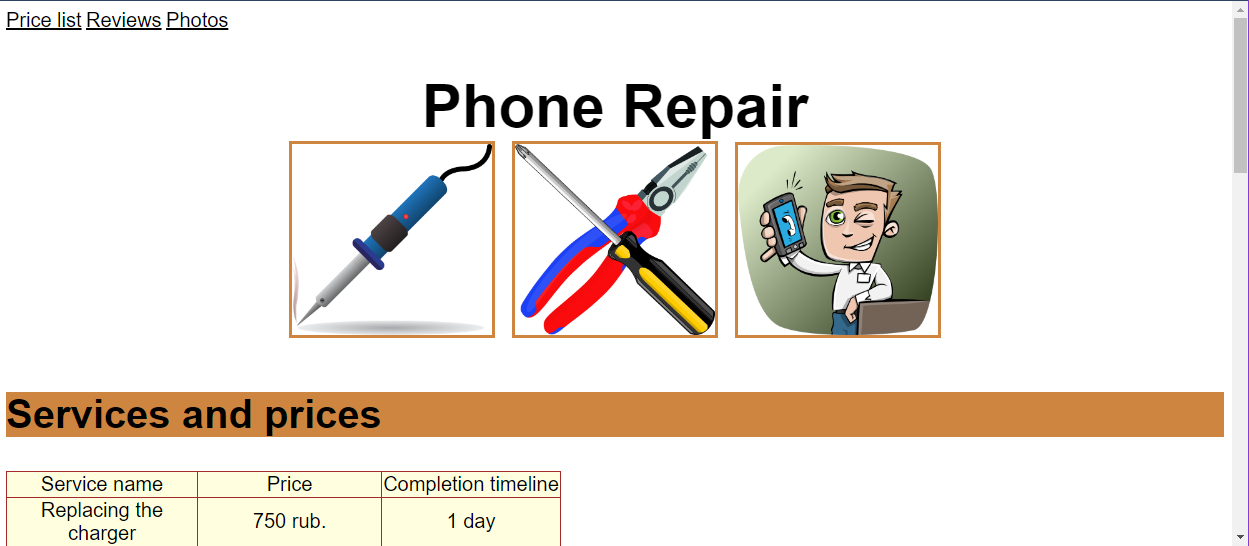 Price list Reviews Photos
Phone Repair
Services and prices
Service name Price Completion timeline
Replacing the
charger 750 rub. 1 day